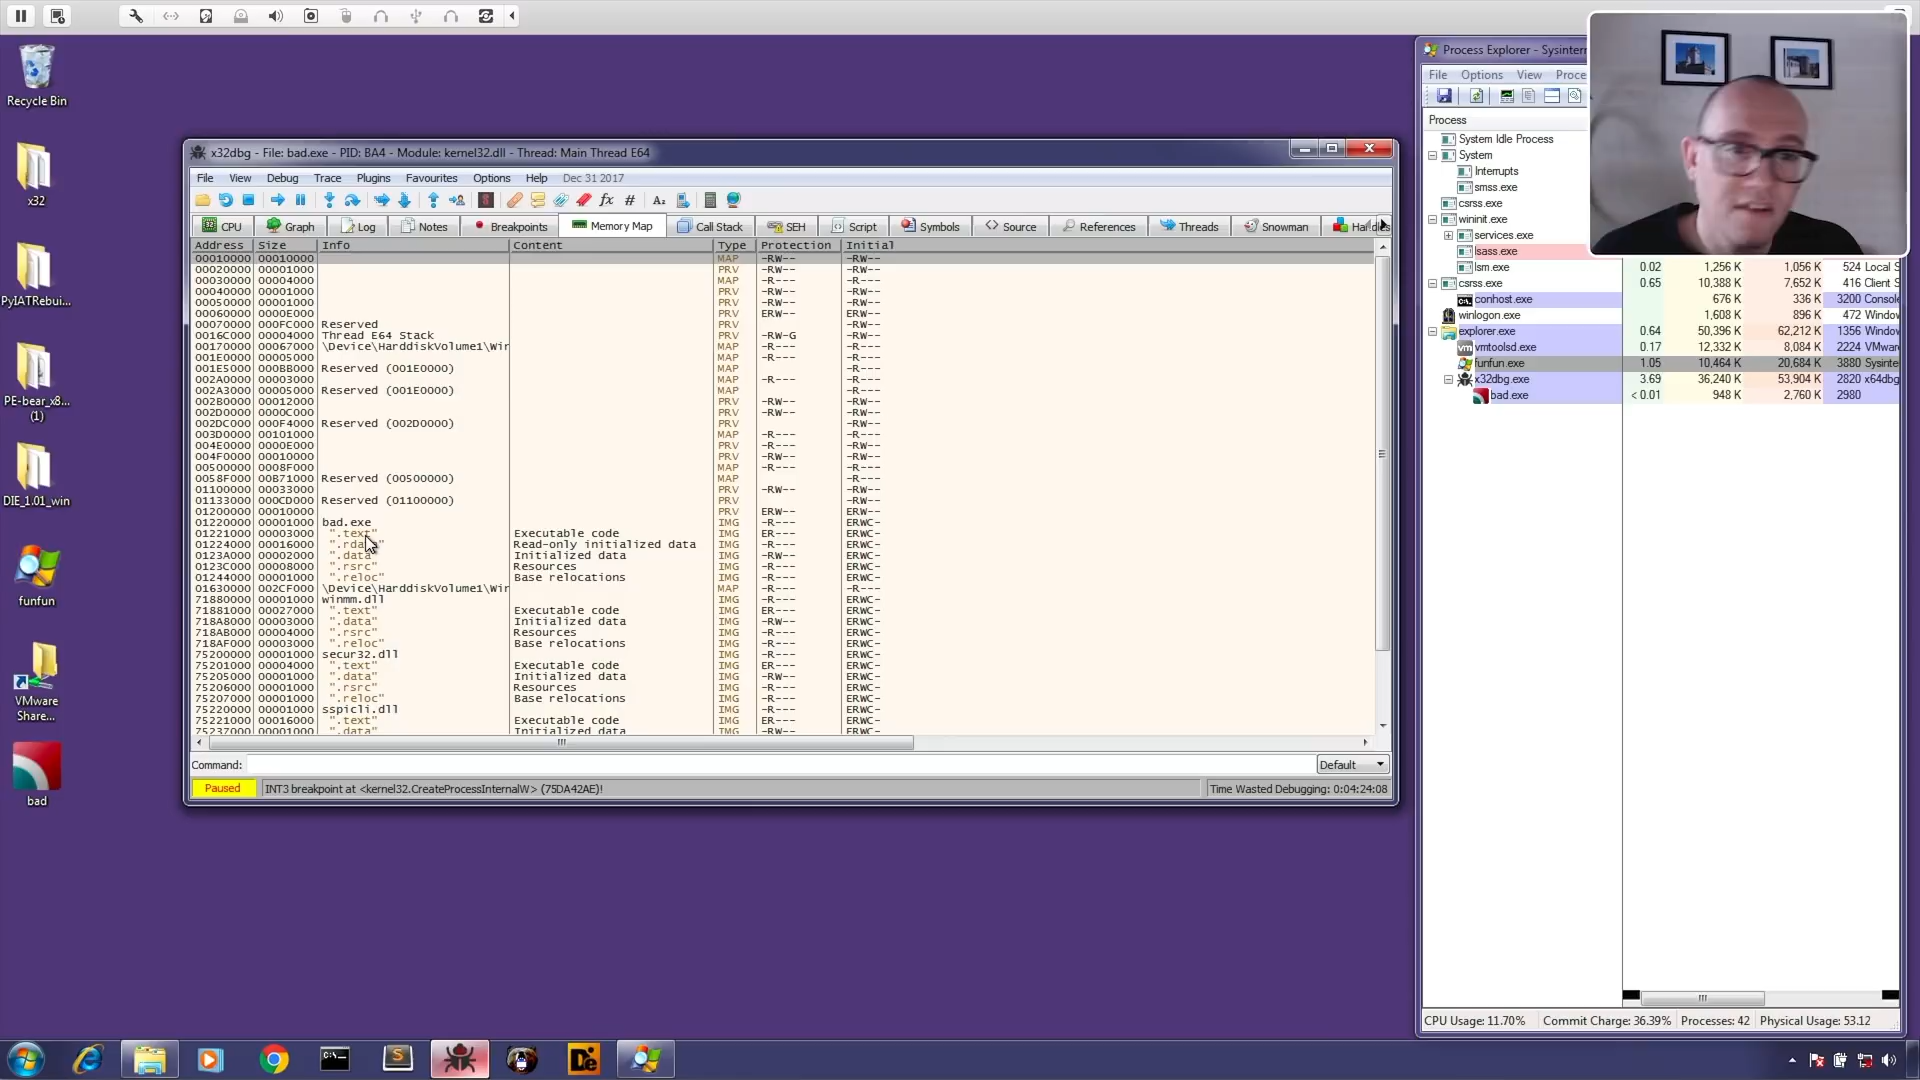 Recycle Bin
x32
PyIATRebui...
PE-bear_x8...
(1)
DIE_1.01_win
funfun
VMware
Share...
bad
x32dbg - File: bad.exe - PID: BA4 - Module: kernel32.dll - Thread: Main Thread E64
File View Debug Trace Plugins Favourites Options Help Dec 31 2017
CPU Graph Log Notes Breakpoints Memory Map Call Stack SEH Script Symbols Source References Threads Snowman
Address Size Info Content Type Protection Initial
00010000 00010000 MAP -RW-- -RW--
00020000 00001000 PRV -RW-- -RW--
00030000 00004000 MAP -R--- -R---
00040000 00001000 PRV -RW-- -RW--
00050000 00001000 PRV -RW-- -RW--
00060000 0000E000 PRV ERW-- ERW--
00070000 000FC000 Reserved PRV -RW--
0016C000 00004000 Thread E64 Stack PRV -RW-G -RW--
00170000 00067000 \Device\HarddiskVolume1\Wir MAP -R--- -R---
001E0000 00005000 MAP -R--- -R---
001E5000 000BB000 Reserved (001E0000) MAP -R---
002A0000 00003000 MAP -R--- -R---
002A3000 00005000 Reserved (001E0000) MAP -R---
002B0000 00012000 PRV -RW-- -RW--
002D0000 0000C000 PRV -RW-- -RW--
002DC000 000F4000 Reserved (002D0000) PRV -RW--
003D0000 00101000 MAP -R--- -R---
004E0000 0000E000 PRV -R--- -R---
004F0000 00010000 PRV -RW-- -RW--
00500000 0008F000 MAP -R--- -R---
0058F000 00B71000 Reserved (00500000) MAP -R---
01100000 00033000 PRV -RW-- -RW--
01133000 000CD000 Reserved (01100000) PRV -RW--
01200000 00010000 PRV ERW-- ERW--
01220000 00001000 bad.exe IMG -R--- ERWC-
01221000 00003000 ".text" Executable code IMG ER--- ERWC-
01224000 00016000 Read-only initialized data IMG -R--- ERWC-
0123A000 00002000 ".data" Initialized data IMG -RW-- ERWC-
0123C000 00008000 ".rsrc" Resources IMG -R--- ERWC-
01244000 00001000 ".reloc" Base relocations IMG -R--- ERWC-
01630000 002CF000 \Device\HarddiskVolume1\Wir MAP -R--- -R---
71880000 00001000 winmm.dll IMG -R--- ERWC-
71881000 00027000 ".text" Executable code IMG ER--- ERWC-
718A8000 00003000 ".data" Initialized data IMG -RW-- ERWC-
718AB000 00004000 ".rsrc" Resources IMG -R--- ERWC-
718AF000 00003000 ".reloc" Base relocations IMG -R--- ERWC-
75200000 00001000 secur32.dll IMG -R--- ERWC-
75201000 00004000 ".text" Executable code IMG ER--- ERWC-
75205000 00001000 ".data" Initialized data IMG -RW-- ERWC-
75206000 00001000 ".rsrc" Resources IMG -R--- ERWC-
75207000 00001000 ".reloc" Base relocations IMG -R--- ERWC-
75220000 00001000 sspicli.dll IMG -R--- ERWC-
75221000 00016000 ".text" Executable code IMG ER--- ERWC-
75237000 00001000 ".data" Initialized data IMG -RW-- ERWC-
Command: Default
Paused INT3 breakpoint at <kernel32.CreateProcessInternalW> (75DA42AE)! Time Wasted Debugging: 0:04:24:08
Process Explorer - Sysintern
File Options View Proce
Process
System Idle Process
System
Interrupts
smss.exe
csrss.exe
wininit.exe
services.exe
lsass.exe
lsm.exe 0.02 1,256 K 1,056 K 524 Local S
csrss.exe 0.65 10,388 K 7,652 K 416 Client S
conhost.exe 676 K 336 K 3200 Console
winlogon.exe 1,608 K 896 K 472 Window
explorer.exe 0.64 50,396 K 62,212 K 1356 Window
vmtoolsd.exe 0.17 12,332 K 8,084 K 2224 VMware
funfun.exe 1.05 10,464 K 20,684 K 3880 Sysinte
x32dbg.exe 3.69 36,240 K 53,904 K 2820 x64dbg
bad.exe < 0.01 948 K 2,760 K 2980
CPU Usage: 11.70% Commit Charge: 36.39% Processes: 42 Physical Usage: 53.12